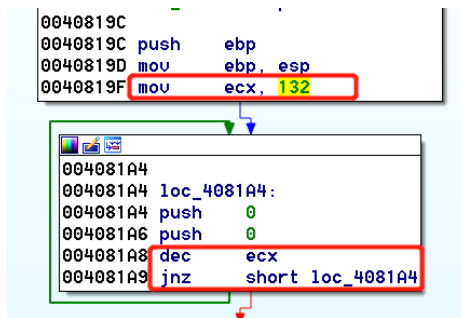 0040819C
0040819C push ebp
0040819D mov ebp, esp
0040819F mov ecx, 132
004081A4
004081A4 loc_4081A4:
004081A4 push 0
004081A6 push 0
004081A8 dec ecx
004081A9 jnz short loc_4081A4